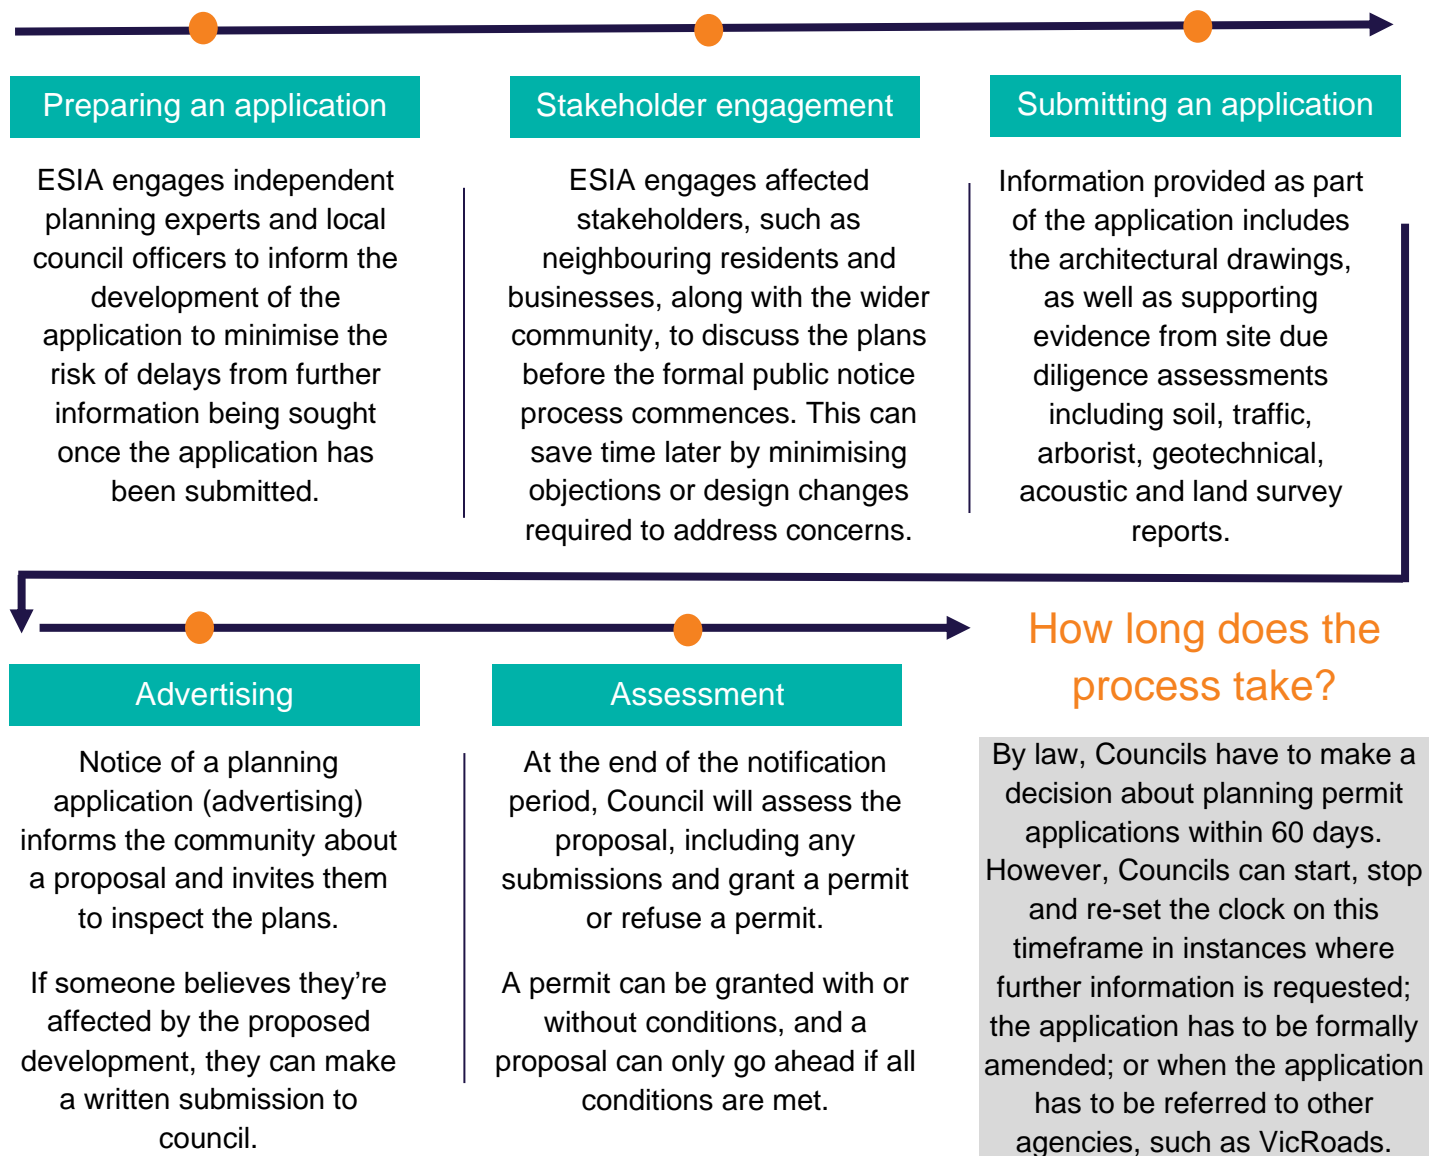 Preparing an application
ESIA engages independent
planning experts and local
council officers to inform the
development of the
application to minimise the
risk of delays from further
information being sought
once the application has
been submitted.
Stakeholder engagement
ESIA engages affected
stakeholders, such as
neighbouring residents and
businesses, along with the wider
community, to discuss the plans
before the formal public notice
process commences. This can
save time later by minimising
objections or design changes
required to address concerns.
Submitting an application
Information provided as part
of the application includes
the architectural drawings,
as well as supporting
evidence from site due
diligence assessments
including soil, traffic,
arborist, geotechnical,
acoustic and land survey
reports.
Advertising
Notice of a planning
application (advertising)
informs the community about
a proposal and invites them
to inspect the plans.
If someone believes they’re
affected by the proposed
development, they can make
a written submission to
council.
Assessment
At the end of the notification
period, Council will assess the
proposal, including any
submissions and grant a permit
or refuse a permit.
A permit can be granted with or
without conditions, and a
proposal can only go ahead if all
conditions are met.
How long does the
process take?
By law, Councils have to make a
decision about planning permit
applications within 60 days.
However, Councils can start, stop
and re-set the clock on this
timeframe in instances where
further information is requested;
the application has to be formally
amended; or when the application
has to be referred to other
agencies, such as VicRoads.